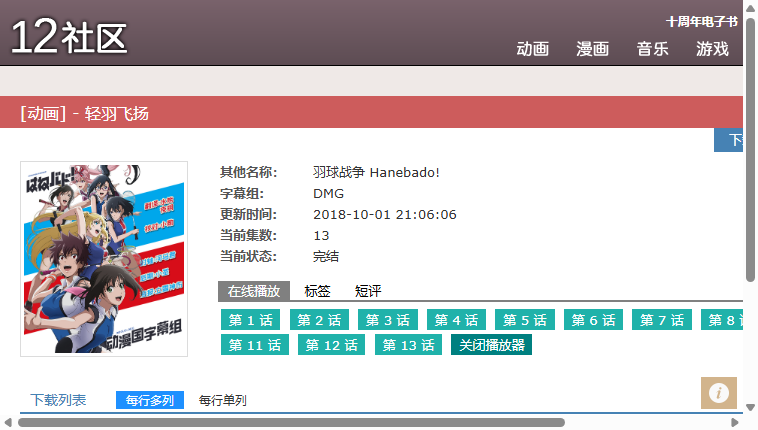 12社区
十周年电子书
动画 漫画 音乐 游戏
[动画] - 轻羽飞扬
其他名称: 羽球战争 Hanebado!
字幕组: DMG
更新时间: 2018-10-01 21:06:06
当前集数: 13
当前状态: 完结
在线播放 标签 短评
第 1 话 第 2 话 第 3 话 第 4 话 第 5 话 第 6 话 第 7 话 第 8
第 11 话 第 12 话 第 13 话 关闭播放器
はねバド!
动漫国字幕组
下载列表 每行多列 每行单列